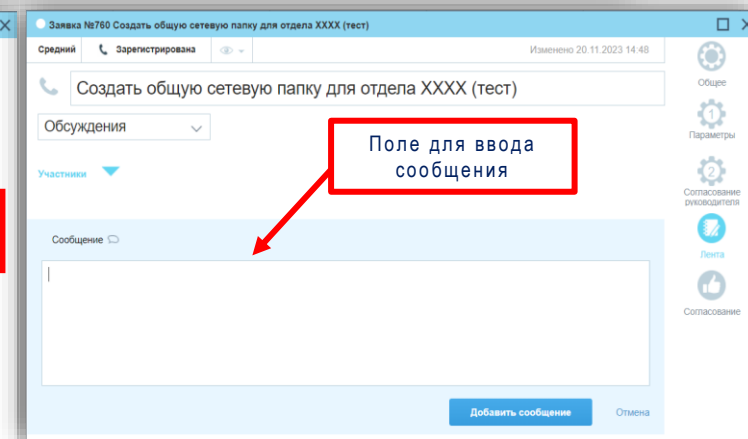 Заявка №760 Создать общую сетевую папку для отдела XXXX (тест)
Средний Зарегистрирована Изменено 20.11.2023 14:48
Создать общую сетевую папку для отдела XXXX (тест)
Обсуждения
Поле для ввода
сообщения
Участники
Сообщение
Добавить сообщение Отмена
Общее
1
Параметры
2
Согласование
руководителя
Лента
Согласование